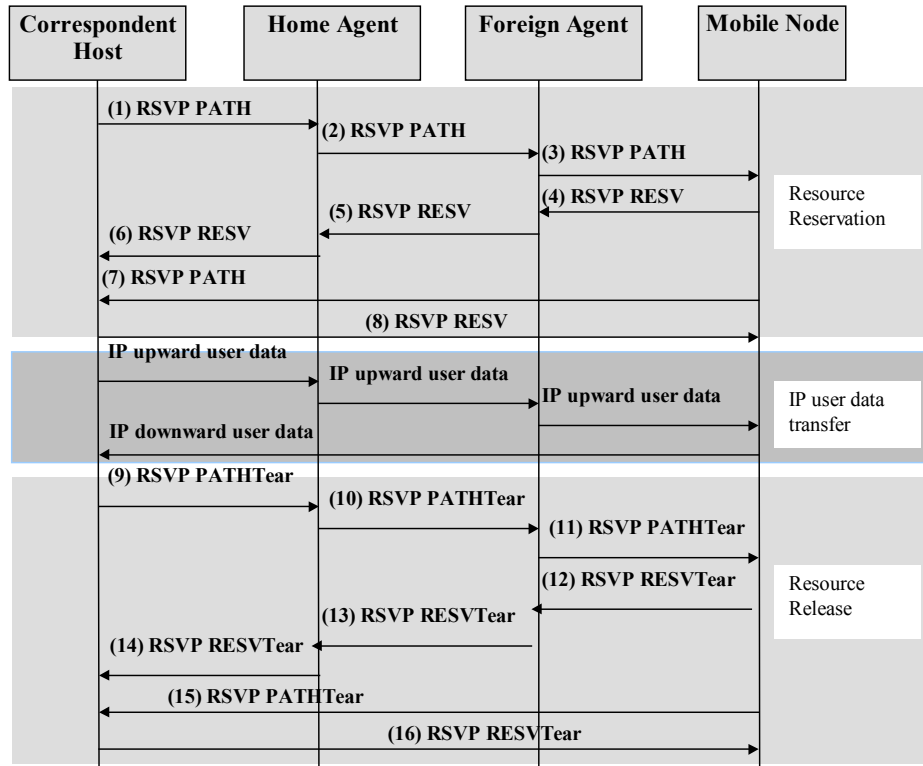 Correspondent
Host
Home Agent
Foreign Agent
Mobile Node
(1) RSVP PATH
(2) RSVP PATH
(3) RSVP PATH
(4) RSVP RESV
(5) RSVP RESV
(6) RSVP RESV
(7) RSVP PATH
(8) RSVP RESV
Resource
Reservation
IP upward user data
IP upward user data
IP upward user data
IP downward user data
IP user data
transfer
(9) RSVP PATHTear
(10) RSVP PATHTear
(11) RSVP PATHTear
(12) RSVP RESVTear
(13) RSVP RESVTear
(14) RSVP RESVTear
(15) RSVP PATHTear
(16) RSVP RESVTear
Resource
Release